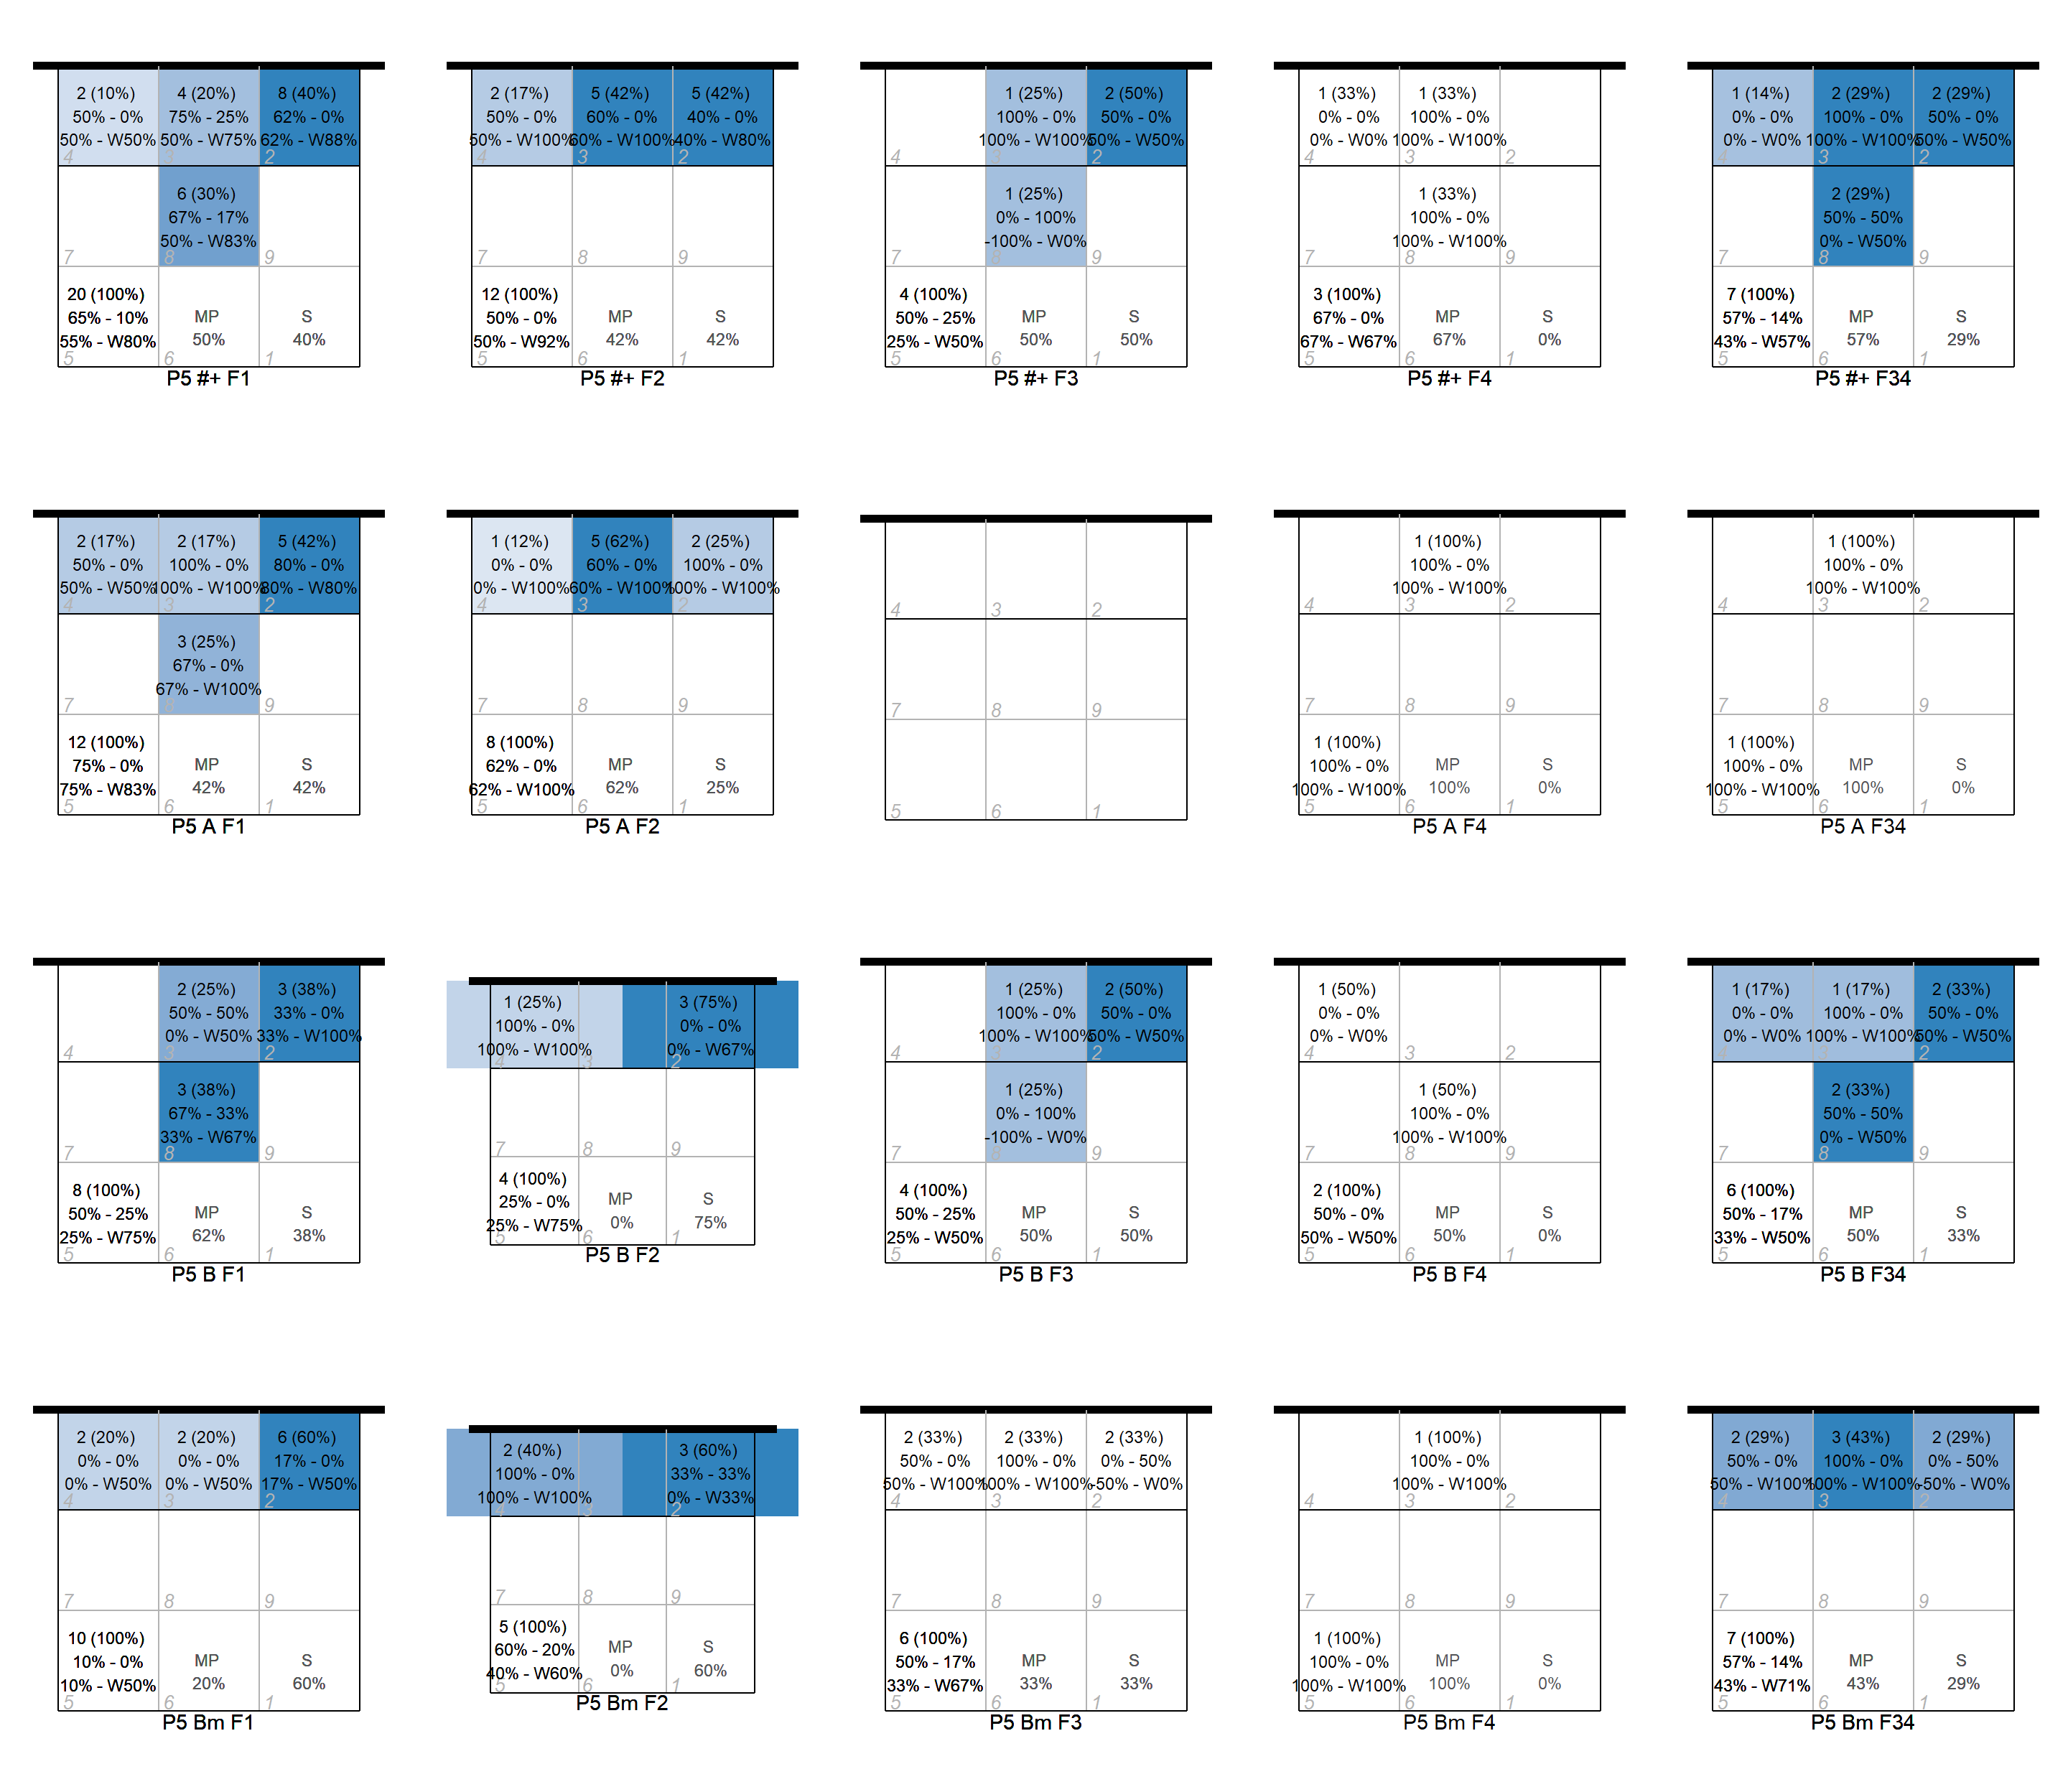 2 (10%)
50% - 0%
50% - W50%
4
4 (20%)
75% - 25%
50% - W75%
3
8 (40%)
62% - 0%
62% - W88%
2
7
6 (30%)
67% - 17%
50% - W83%
8
9
20 (100%)
65% - 10%
55% - W80%
5
MP
50%
6
S
40%
1
P5 #+ F1
2 (17%)
50% - 0%
50% - W100%
4
5 (42%)
60% - 0%
60% - W100%
3
5 (42%)
40% - 0%
40% - W80%
2
7
8
9
12 (100%)
50% - 0%
50% - W92%
5
MP
42%
6
S
42%
1
P5 #+ F2
4
1 (25%)
100% - 0%
100% - W100%
3
2 (50%)
50% - 0%
50% - W50%
2
7
1 (25%)
0% - 100%
-100% - W0%
8
9
4 (100%)
50% - 25%
25% - W50%
5
MP
50%
6
S
50%
1
P5 #+ F3
1 (33%)
0% - 0%
0% - W0%
4
1 (33%)
100% - 0%
100% - W100%
3
2
7
1 (33%)
100% - 0%
100% - W100%
8
9
3 (100%)
67% - 0%
67% - W67%
5
MP
67%
6
S
0%
1
P5 #+ F4
1 (14%)
0% - 0%
0% - W0%
4
2 (29%)
100% - 0%
100% - W100%
3
2 (29%)
50% - 0%
50% - W50%
2
7
2 (29%)
50% - 50%
0% - W50%
8
9
7 (100%)
57% - 14%
43% - W57%
5
MP
57%
6
S
29%
1
P5 #+ F34
2 (17%)
50% - 0%
50% - W50%
4
2 (17%)
100% - 0%
100% - W100%
3
5 (42%)
80% - 0%
80% - W80%
2
7
3 (25%)
67% - 0%
67% - W100%
8
9
12 (100%)
75% - 0%
75% - W83%
5
MP
42%
6
S
42%
1
P5 A F1
1 (12%)
0% - 0%
0% - W100%
4
5 (62%)
60% - 0%
60% - W100%
3
2 (25%)
100% - 0%
100% - W100%
2
7
8
9
8 (100%)
62% - 0%
62% - W100%
5
MP
62%
6
S
25%
1
P5 A F2
4
3
2
7
8
9
5
6
1
4
1 (100%)
100% - 0%
100% - W100%
3
2
7
8
9
1 (100%)
100% - 0%
100% - W100%
5
MP
100%
6
S
0%
1
P5 A F4
4
1 (100%)
100% - 0%
100% - W100%
3
2
7
8
9
1 (100%)
100% - 0%
100% - W100%
5
MP
100%
6
S
0%
1
P5 A F34
4
2 (25%)
50% - 50%
0% - W50%
3
3 (38%)
33% - 0%
33% - W100%
2
7
3 (38%)
67% - 33%
33% - W67%
8
9
8 (100%)
50% - 25%
25% - W75%
5
MP
62%
6
S
38%
1
P5 B F1
1 (25%)
100% - 0%
100% - W100%
4
3
3 (75%)
0% - 0%
0% - W67%
2
7
8
9
4 (100%)
25% - 0%
25% - W75%
5
MP
0%
6
S
75%
1
P5 B F2
4
1 (25%)
100% - 0%
100% - W100%
3
2 (50%)
50% - 0%
50% - W50%
2
7
1 (25%)
0% - 100%
-100% - W0%
8
9
4 (100%)
50% - 25%
25% - W50%
5
MP
50%
6
S
50%
1
P5 B F3
1 (50%)
0% - 0%
0% - W0%
4
3
2
7
1 (50%)
100% - 0%
100% - W100%
8
9
2 (100%)
50% - 0%
50% - W50%
5
MP
50%
6
S
0%
1
P5 B F4
1 (17%)
0% - 0%
0% - W0%
4
1 (17%)
100% - 0%
100% - W100%
3
2 (33%)
50% - 0%
50% - W50%
2
7
2 (33%)
50% - 50%
0% - W50%
8
9
6 (100%)
50% - 17%
33% - W50%
5
MP
50%
6
S
33%
1
P5 B F34
2 (20%)
0% - 0%
0% - W50%
4
2 (20%)
0% - 0%
0% - W50%
3
6 (60%)
17% - 0%
17% - W50%
2
7
8
9
10 (100%)
10% - 0%
10% - W50%
5
MP
20%
6
S
60%
1
P5 Bm F1
2 (40%)
100% - 0%
100% - W100%
4
3
3 (60%)
33% - 33%
0% - W33%
2
7
8
9
5 (100%)
60% - 20%
40% - W60%
5
MP
0%
6
S
60%
1
P5 Bm F2
2 (33%)
50% - 0%
50% - W100%
4
2 (33%)
100% - 0%
100% - W100%
3
2 (33%)
0% - 50%
-50% - W0%
2
7
8
9
6 (100%)
50% - 17%
33% - W67%
5
MP
33%
6
S
33%
1
P5 Bm F3
4
1 (100%)
100% - 0%
100% - W100%
3
2
7
8
9
1 (100%)
100% - 0%
100% - W100%
5
MP
100%
6
S
0%
1
P5 Bm F4
2 (29%)
50% - 0%
50% - W100%
4
3 (43%)
100% - 0%
100% - W100%
3
2 (29%)
0% - 50%
-50% - W0%
2
7
8
9
7 (100%)
57% - 14%
43% - W71%
5
MP
43%
6
S
29%
1
P5 Bm F34